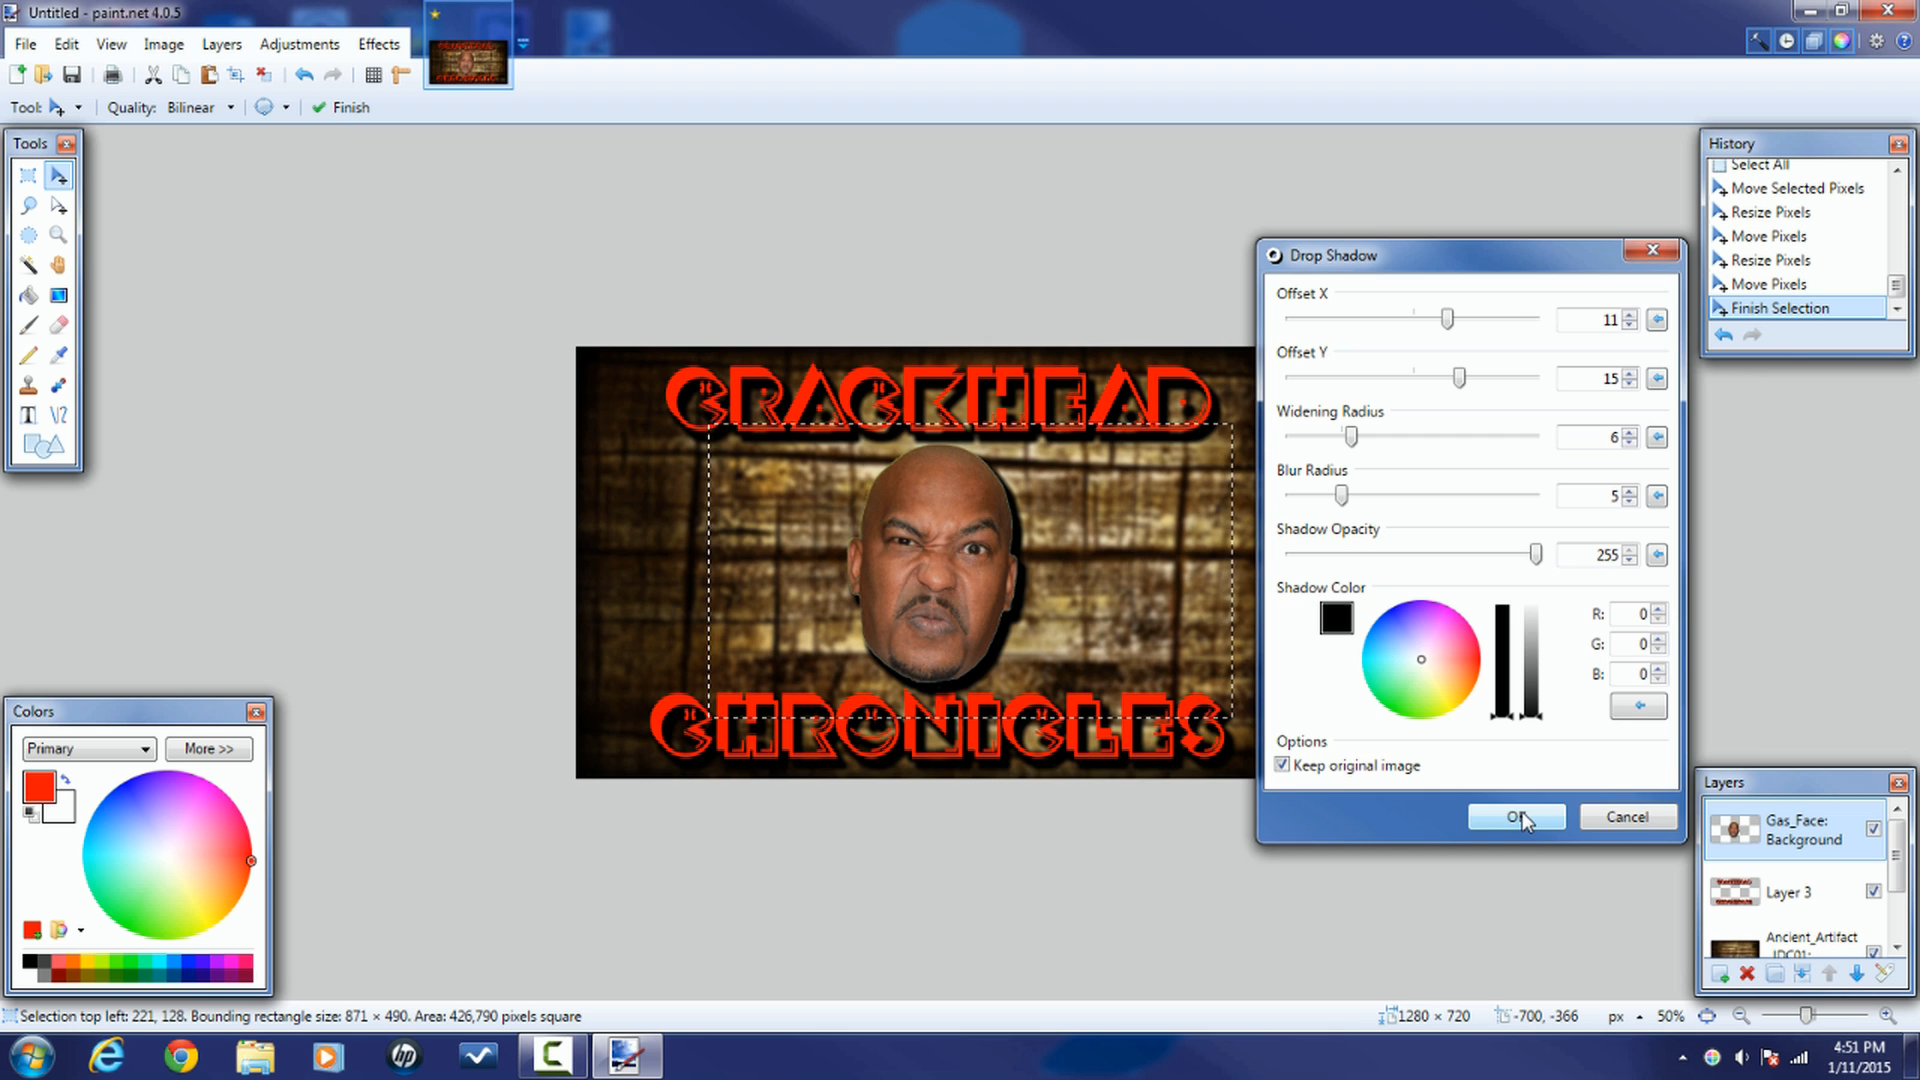 Untitled - paint.net 4.0.5
File Edit View Image Layers Adjustments Effects
Tool: Quality: Bilinear Finish
Tools
History
Select All
Move Selected Pixels
Resize Pixels
Move Pixels
Resize Pixels
Move Pixels
Finish Selection
CRACKHEAD
CHRONICLES
Drop Shadow
Offset X
11
Offset Y
15
Widening Radius
6
Blur Radius
5
Shadow Opacity
255
Shadow Color
R: 0
G: 0
B: 0
Options
Keep original image
OK Cancel
Colors
Primary More >>
Layers
Gas_Face:
Background
Layer 3
Ancient_Artifact
_IDC01:
Selection top left: 221, 128. Bounding rectangle size: 871 × 490. Area: 426,790 pixels square
1280 × 720 -700, -366 px 50%
hp
4:51 PM
1/11/2015